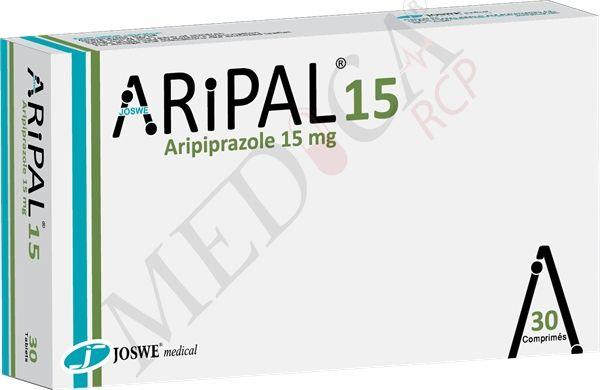 ARiPAL® 15
JOSWE
Aripiprazole 15 mg
30
Comprimés
JOSWE® medical
ARiPAL® 15
JOSWE
Aripiprazole 15 mg
30
Tablets
MEDICA®
RCP